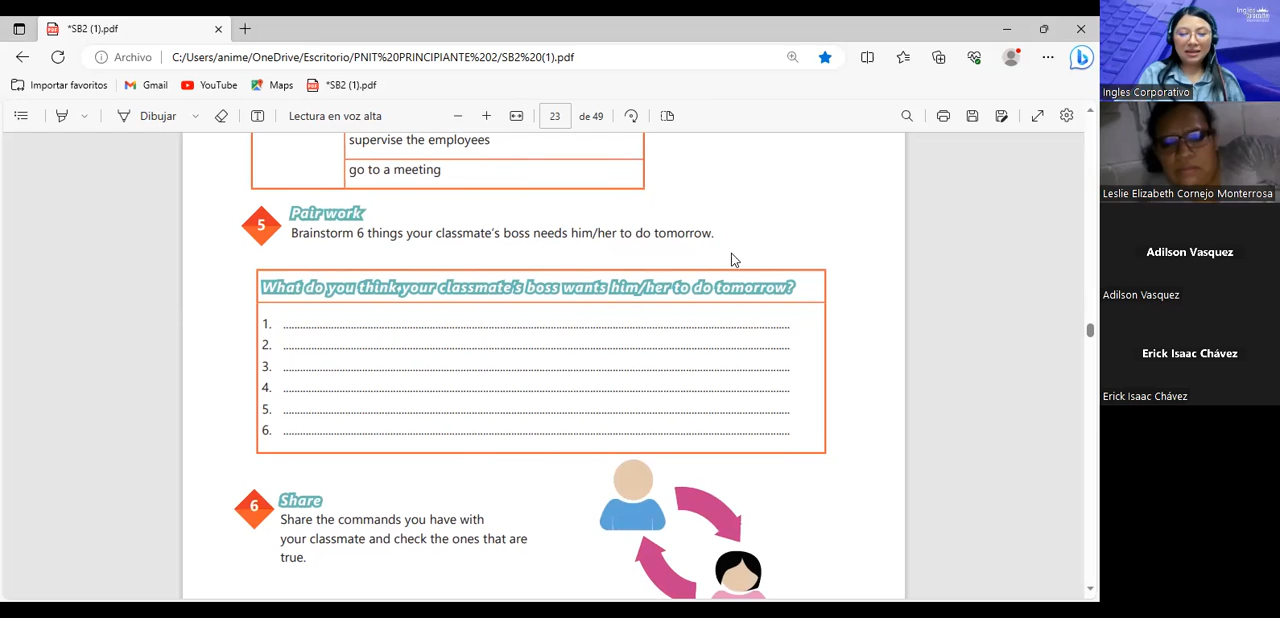 *SB2 (1).pdf
Archivo
C:/Users/anime/OneDrive/Escritorio/PNIT%20PRINCIPIANTE%202/SB2%20(1).pdf
Importar favoritos
Gmail
YouTube
Maps
*SB2 (1).pdf
Dibujar
Lectura en voz alta
23
de 49
supervise the employees
go to a meeting
5
Pair work
Brainstorm 6 things your classmate's boss needs him/her to do tomorrow.
What do you think your classmate's boss wants him/her to do tomorrow?
1. ................................................
2. ................................................
3. ................................................
4. ................................................
5. ................................................
6. ................................................
6
Share
Share the commands you have with
your classmate and check the ones that are
true.
Ingles Corporativo
Leslie Elizabeth Cornejo Monterrosa
Adilson Vasquez
Adilson Vasquez
Erick Isaac Chávez
Erick Isaac Chávez